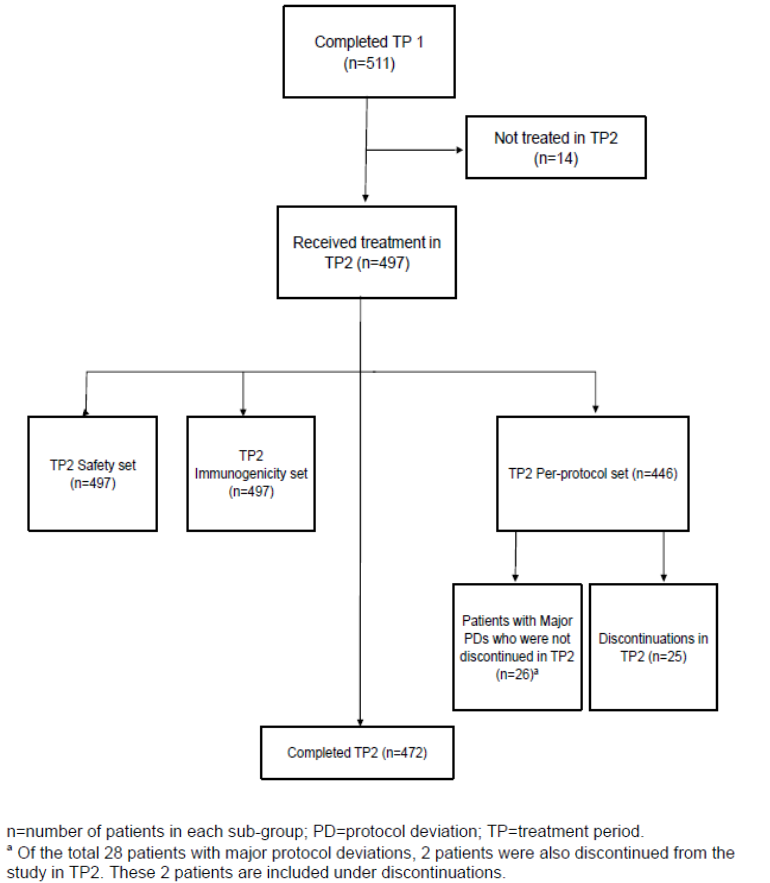 Completed TP 1
(n=511)
Not treated in TP2
(n=14)
Received treatment in
TP2 (n=497)
TP2 Safety set
(n=497)
TP2
Immunogenicity set
(n=497)
TP2 Per-protocol set (n=446)
Patients with Major
PDs who were not
discontinued in TP2
(n=26)ᵃ
Discontinuations in
TP2 (n=25)
Completed TP2 (n=472)
n=number of patients in each sub-group; PD=protocol deviation; TP=treatment period.
ᵃ Of the total 28 patients with major protocol deviations, 2 patients were also discontinued from the
study in TP2. These 2 patients are included under discontinuations.